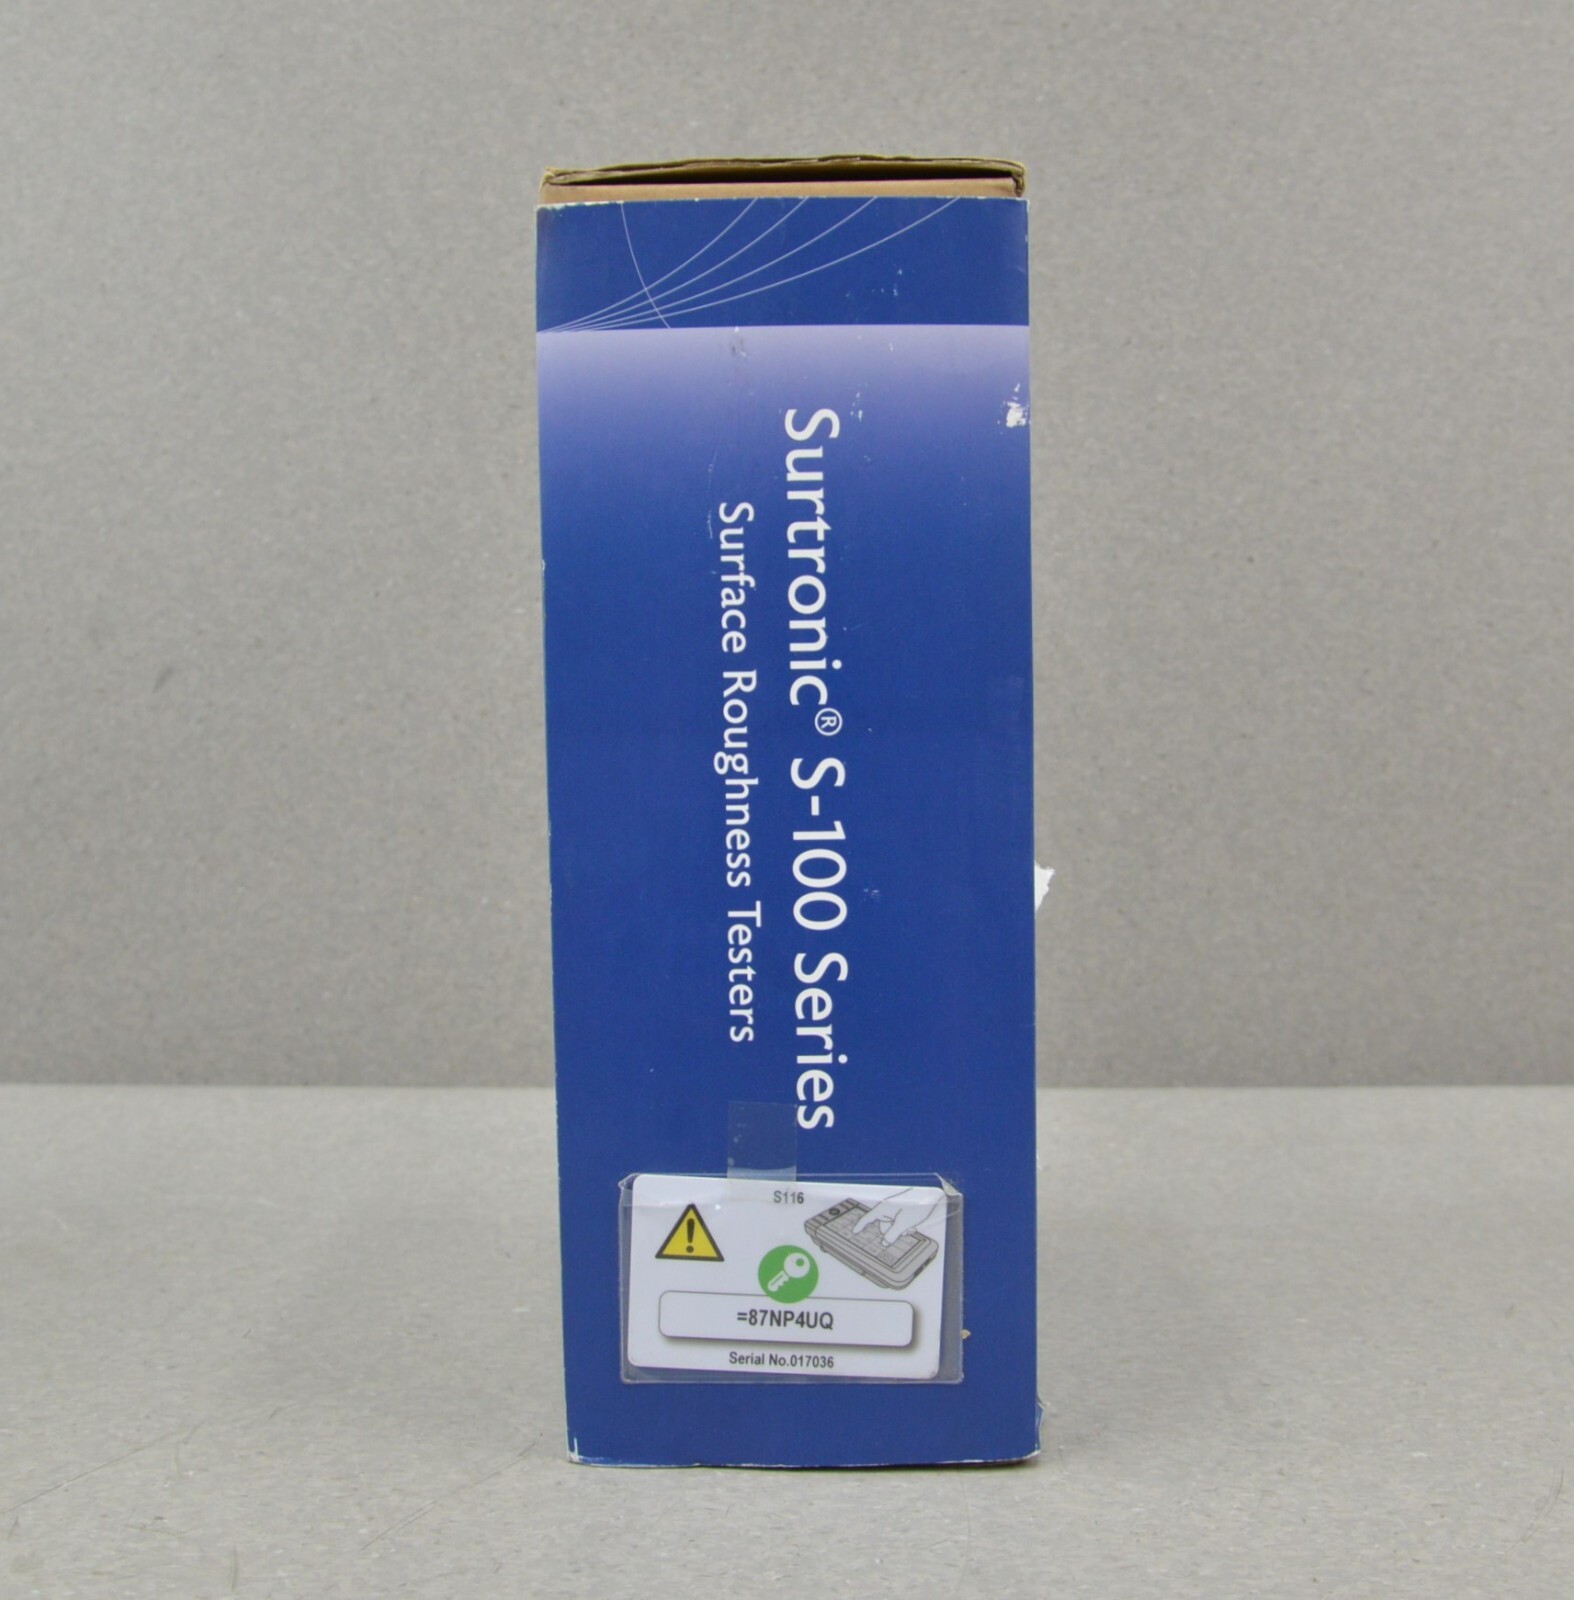 Surtronic® S-100 Series
Surface Roughness Testers
S116
=87NP4UQ
Serial No.017036